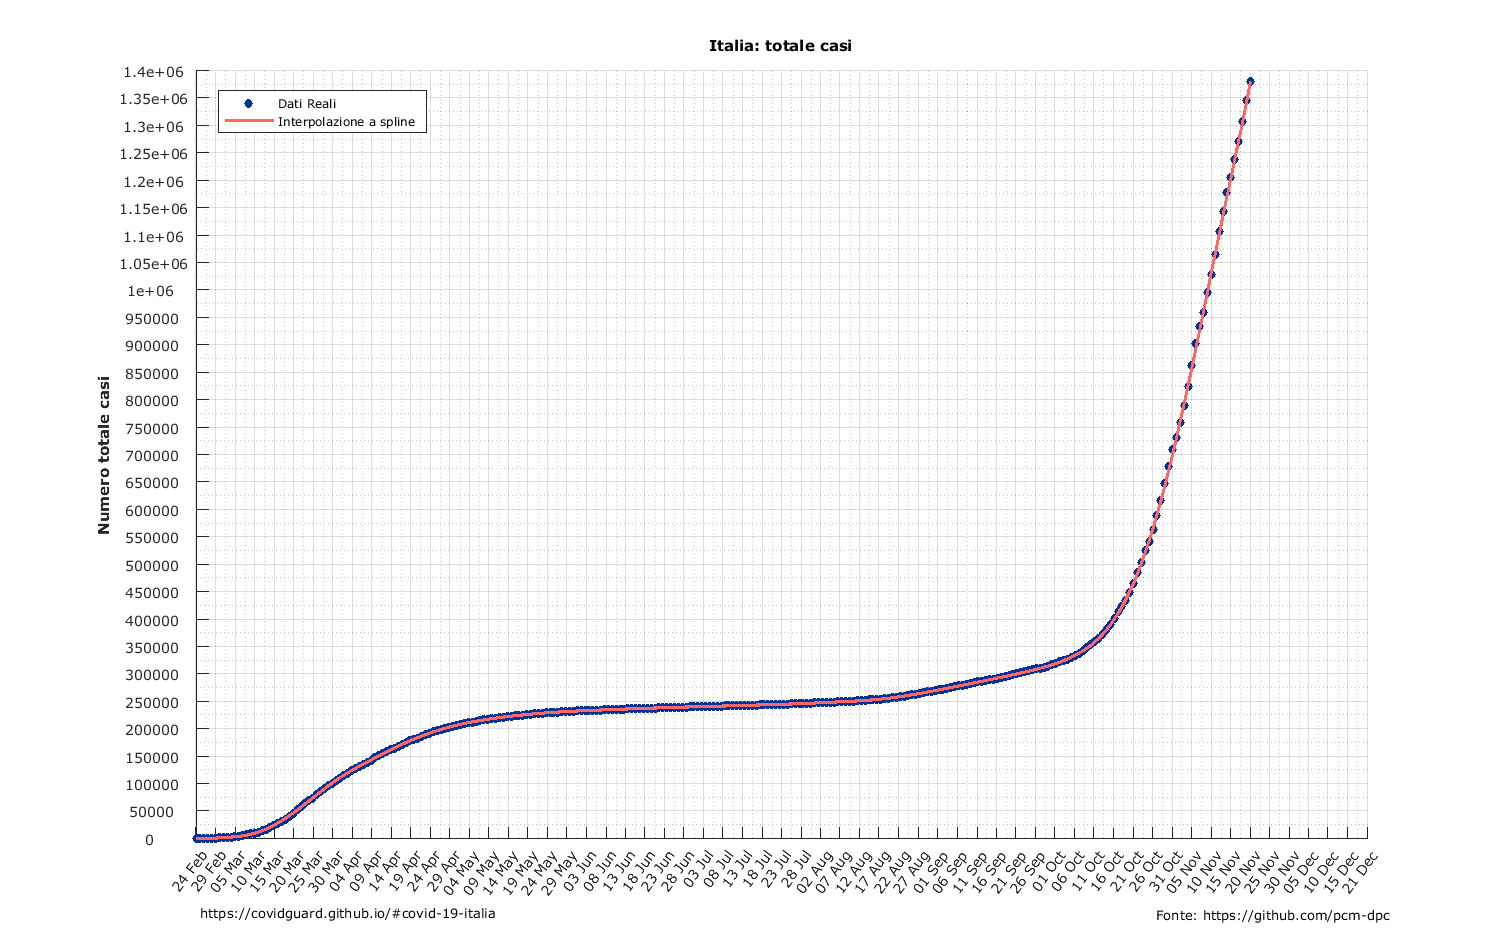 Italia: totale casi
1.4e+06
1.35e+06
1.3e+06
1.25e+06
1.2e+06
1.15e+06
1.1e+06
1.05e+06
1e+06
950000
900000
850000
800000
750000
700000
650000
600000
550000
500000
450000
400000
350000
300000
250000
200000
150000
100000
50000
0
Numero totale casi
Dati Reali
Interpolazione a spline
24 Feb
29 Feb
05 Mar
10 Mar
15 Mar
20 Mar
25 Mar
30 Mar
04 Apr
09 Apr
14 Apr
19 Apr
24 Apr
29 Apr
04 May
09 May
14 May
19 May
24 May
29 May
03 Jun
08 Jun
13 Jun
18 Jun
23 Jun
28 Jun
03 Jul
08 Jul
13 Jul
18 Jul
23 Jul
28 Jul
02 Aug
07 Aug
12 Aug
17 Aug
22 Aug
27 Aug
01 Sep
06 Sep
11 Sep
16 Sep
21 Sep
26 Sep
01 Oct
06 Oct
11 Oct
16 Oct
21 Oct
26 Oct
31 Oct
05 Nov
10 Nov
15 Nov
20 Nov
25 Nov
30 Nov
05 Dec
10 Dec
15 Dec
21 Dec
https://covidguard.github.io/#covid-19-italia
Fonte: https://github.com/pcm-dpc